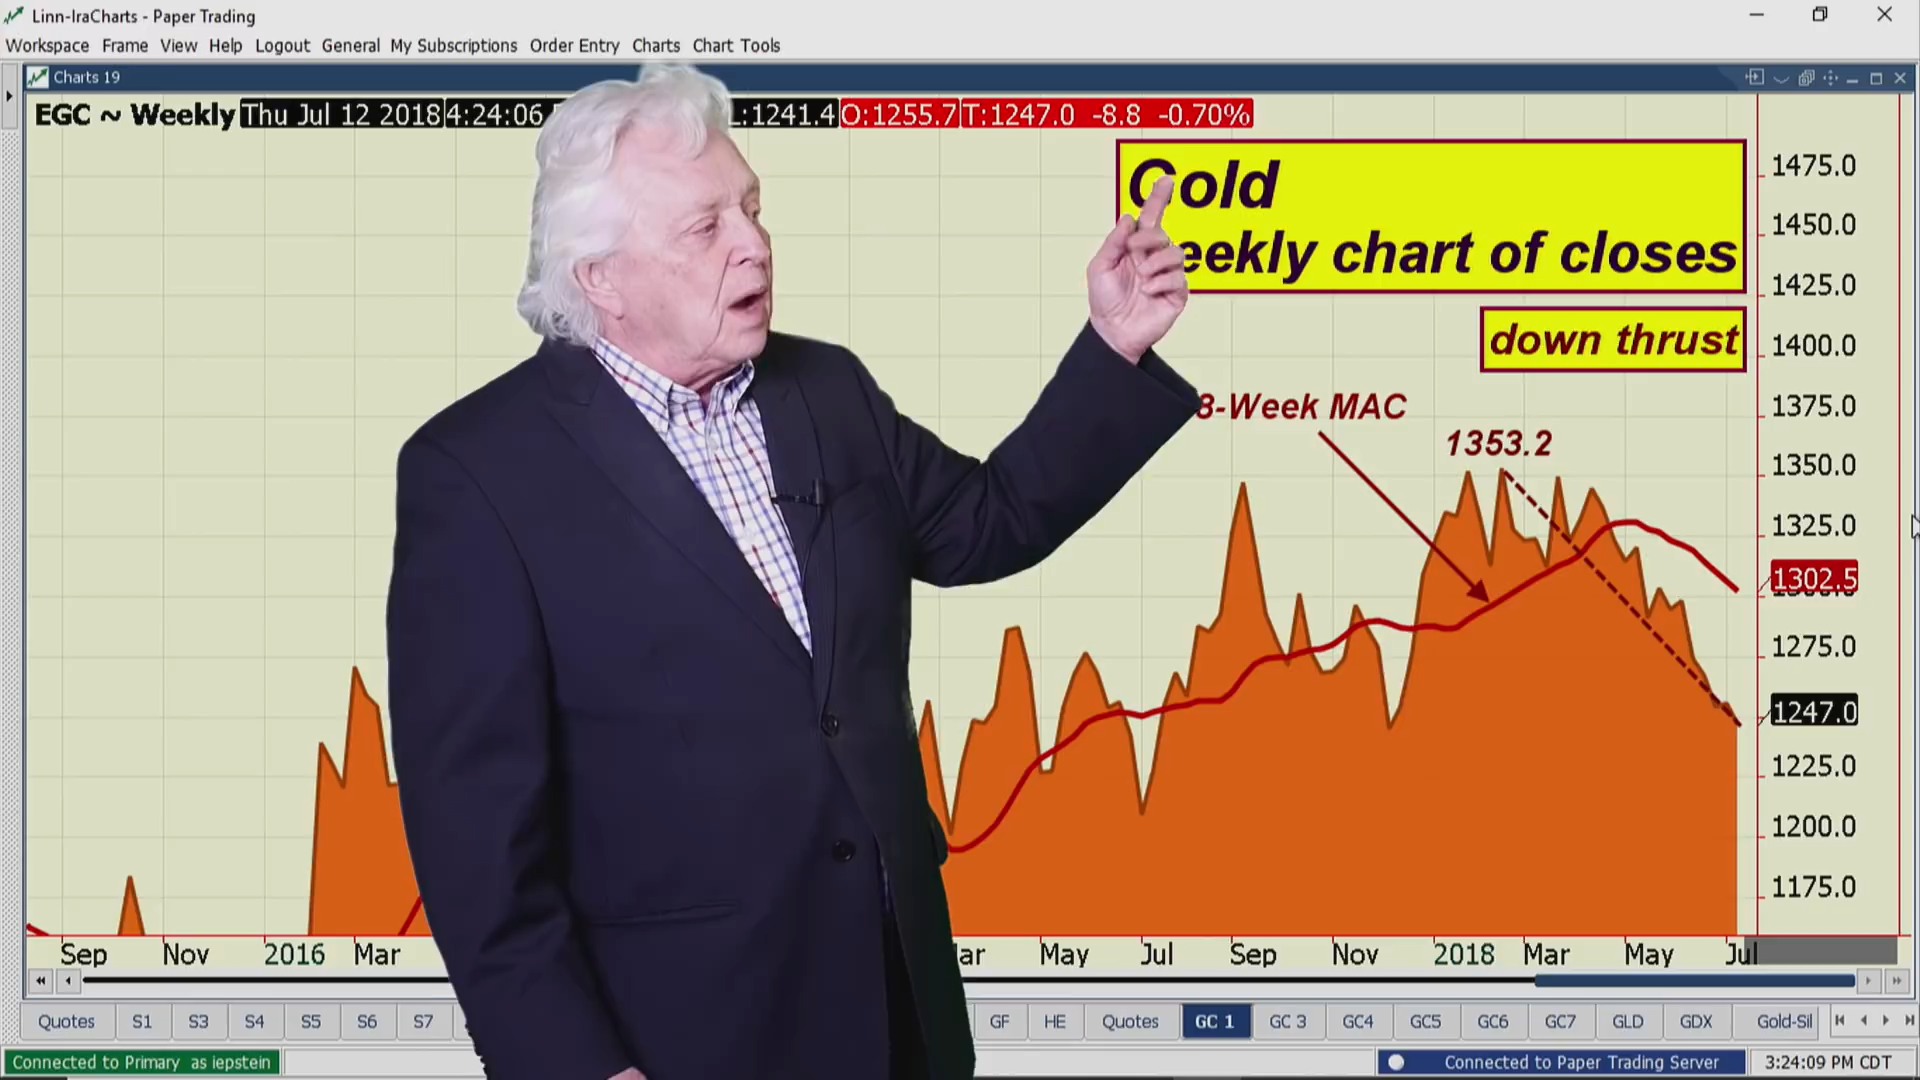 Linn-IraCharts - Paper Trading
Workspace Frame View Help Logout General My Subscriptions Order Entry Charts Chart Tools
Charts 19
EGC ~ Weekly Thu Jul 12 2018 4:24:06 L:1241.4 O:1255.7 T:1247.0 -8.8 -0.70%
Gold
eekly chart of closes
down thrust
8-Week MAC
1353.2
1475.0
1450.0
1425.0
1400.0
1375.0
1350.0
1325.0
1302.5
1275.0
1247.0
1225.0
1200.0
1175.0
Sep Nov 2016 Mar ar May Jul Sep Nov 2018 Mar May Jul
Quotes S1 S3 S4 S5 S6 S7 GF HE Quotes GC 1 GC 3 GC4 GC5 GC6 GC7 GLD GDX Gold-Sil
Connected to Primary as iepstein Connected to Paper Trading Server 3:24:09 PM CDT